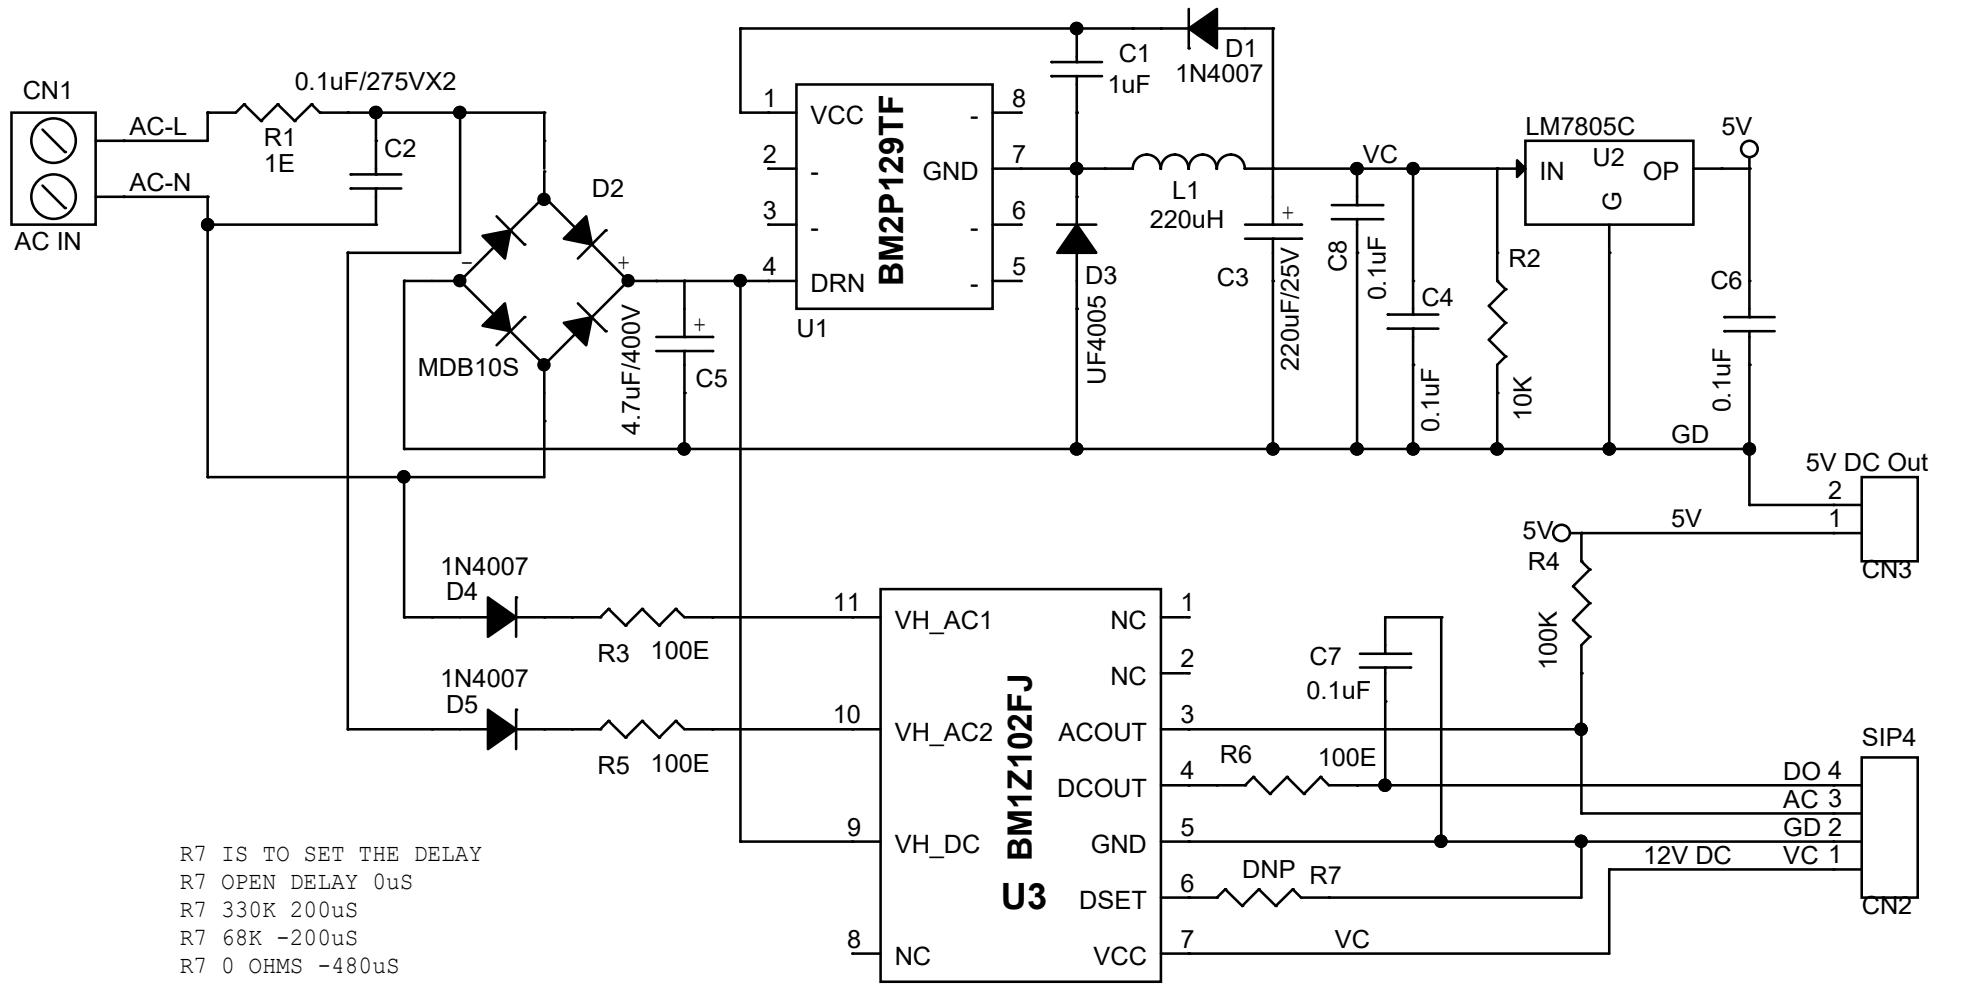 CN1
AC-L
AC-N
AC IN
0.1uF/275VX2
R1
1E
C2
D2
-
+
MDB10S
4.7uF/400V
+
C5
1
VCC
2
-
3
-
4
DRN
U1
BM2P129TF
8
-
7
GND
6
-
5
-
C1
1uF
D1
1N4007
L1
220uH
D3
UF4005
+
C3
220uF/25V
VC
C8
0.1uF
C4
0.1uF
R2
10K
LM7805C
U2
IN
OP
G
5V
C6
0.1uF
GD
5V DC Out
2
1
5V
5V
CN3
R4
100K
1N4007
D4
R3
100E
1N4007
D5
R5
100E
11
VH_AC1
10
VH_AC2
9
VH_DC
8
NC
BM1Z102FJ
U3
1
NC
2
NC
3
ACOUT
4
DCOUT
5
GND
6
DSET
7
VCC
C7
0.1uF
R6
100E
DNP
R7
VC
12V DC
SIP4
DO 4
AC 3
GD 2
VC 1
CN2
R7 IS TO SET THE DELAY
R7 OPEN DELAY 0uS
R7 330K 200uS
R7 68K -200uS
R7 0 OHMS -480uS